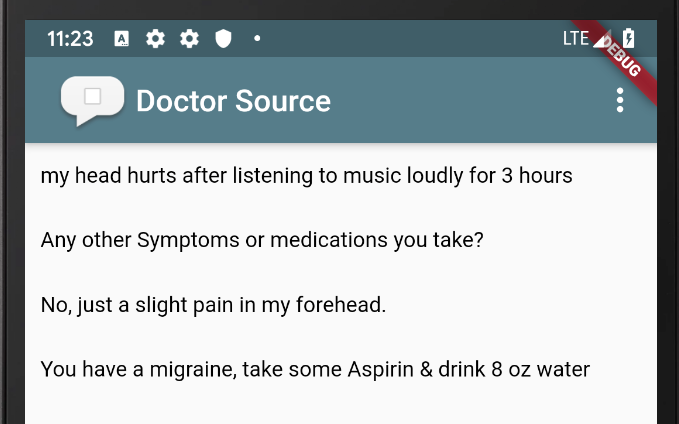 11:23 LTE
DEBUG
Doctor Source
my head hurts after listening to music loudly for 3 hours
Any other Symptoms or medications you take?
No, just a slight pain in my forehead.
You have a migraine, take some Aspirin & drink 8 oz water